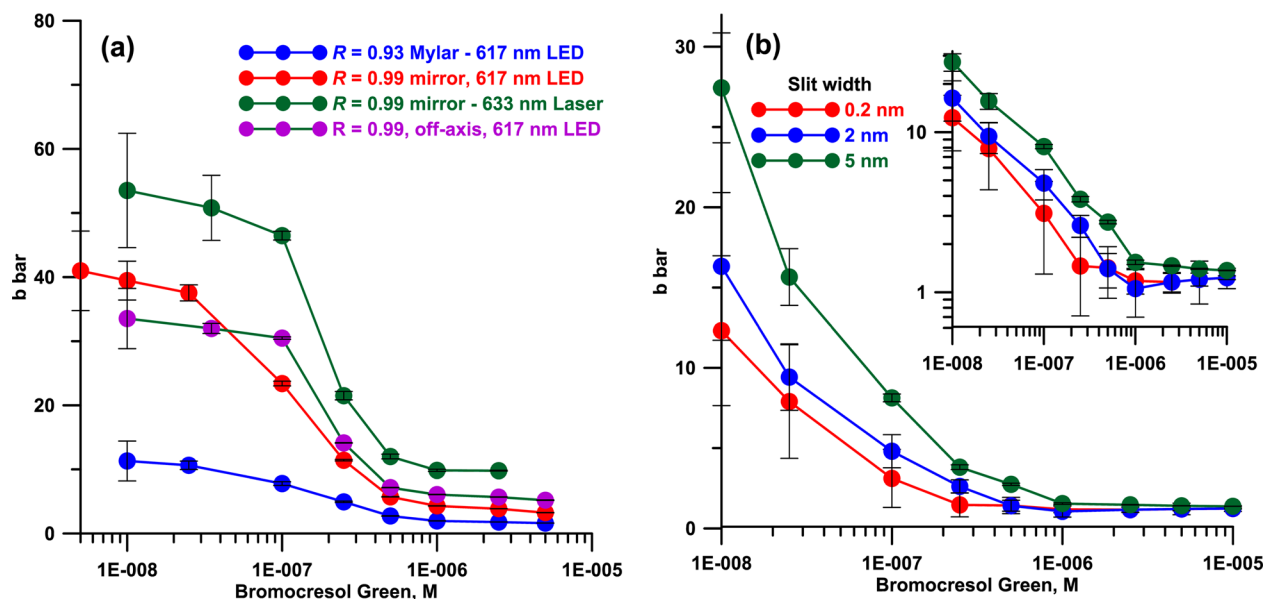 (a)
R = 0.93 Mylar - 617 nm LED
R = 0.99 mirror, 617 nm LED
R = 0.99 mirror - 633 nm Laser
R = 0.99, off-axis, 617 nm LED
80
60
40
20
0
b bar
1E-008 1E-007 1E-006 1E-005
Bromocresol Green, M
(b)
Slit width
0.2 nm
2 nm
5 nm
30
20
10
0
b bar
1E-008 1E-007 1E-006 1E-005
Bromocresol Green, M
10
1
1E-008 1E-007 1E-006 1E-005